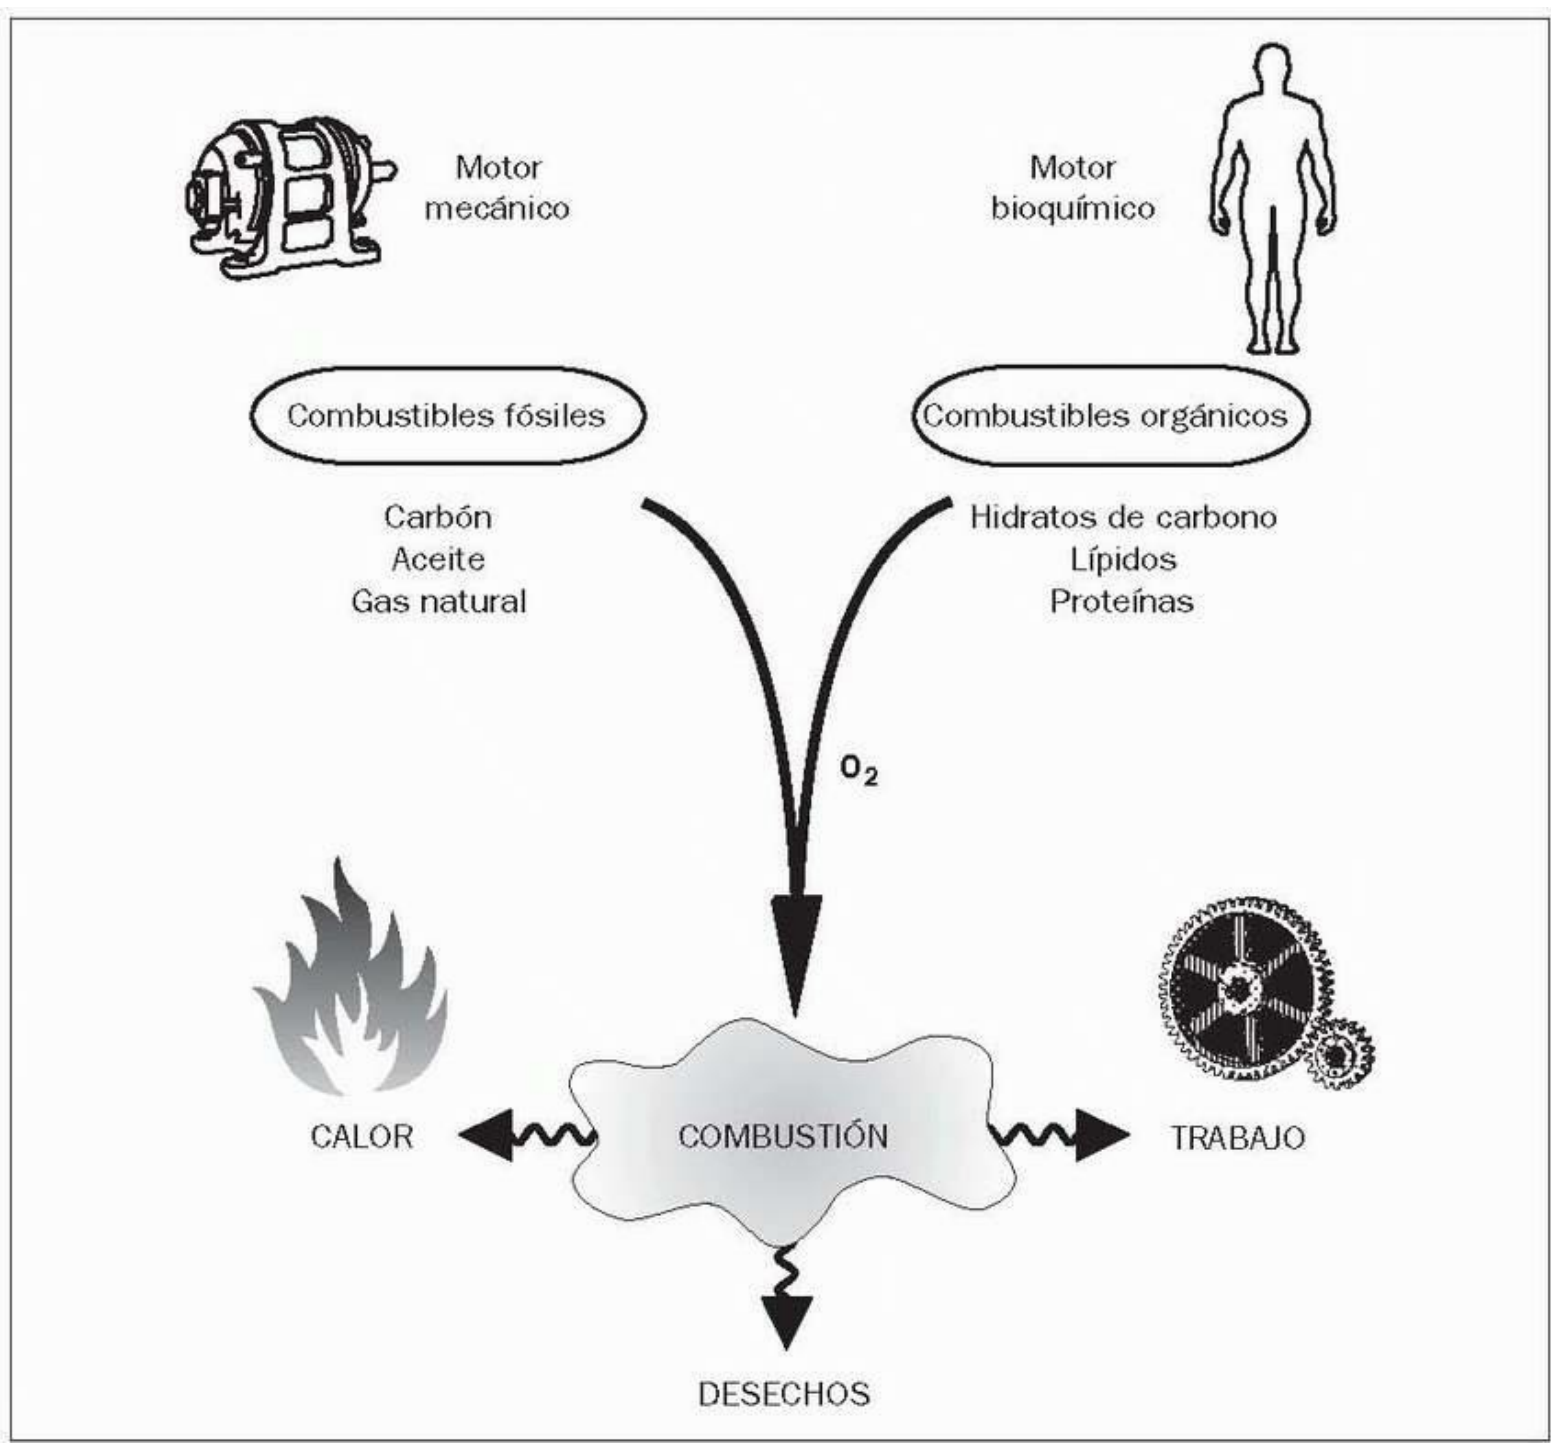 Motor
mecánico
Motor
bioquímico
Combustibles fósiles
Combustibles orgánicos
Carbón
Aceite
Gas natural
Hidratos de carbono
Lípidos
Proteínas
O₂
CALOR
COMBUSTIÓN
TRABAJO
DESECHOS